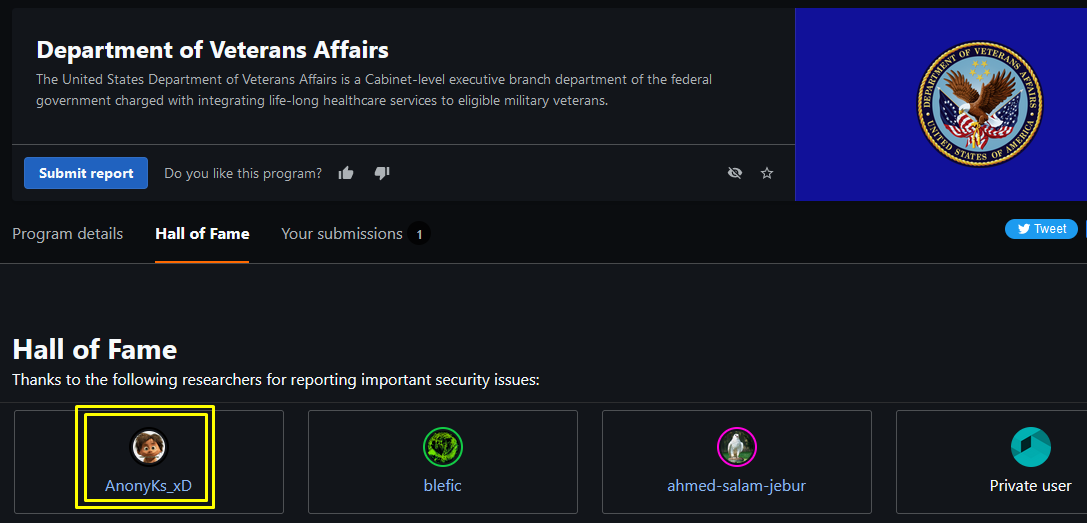 Department of Veterans Affairs
The United States Department of Veterans Affairs is a Cabinet-level executive branch department of the federal
government charged with integrating life-long healthcare services to eligible military veterans.
DEPARTMENT OF VETERANS AFFAIRS
UNITED STATES OF AMERICA
Submit report
Do you like this program?
Program details
Hall of Fame
Your submissions 1
Tweet
Hall of Fame
Thanks to the following researchers for reporting important security issues:
AnonyKs_xD
blefic
ahmed-salam-jebur
Private user